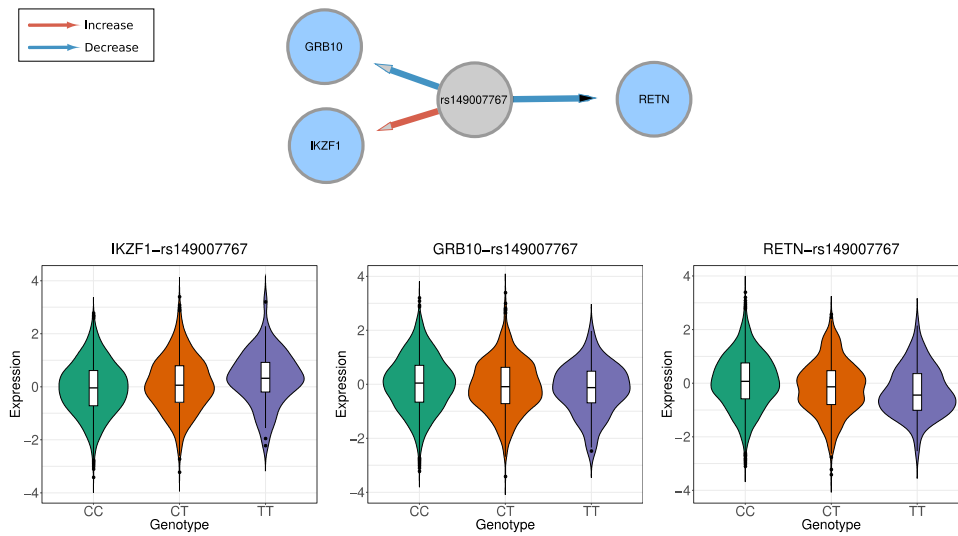 Increase
Decrease
GRB10
rs149007767
RETN
IKZF1
IKZF1−rs149007767
GRB10−rs149007767
RETN−rs149007767
Expression
4
2
0
−2
−4
CC
CT
TT
Genotype
Expression
4
2
0
−2
−4
CC
CT
TT
Genotype
Expression
4
2
0
−2
−4
CC
CT
TT
Genotype